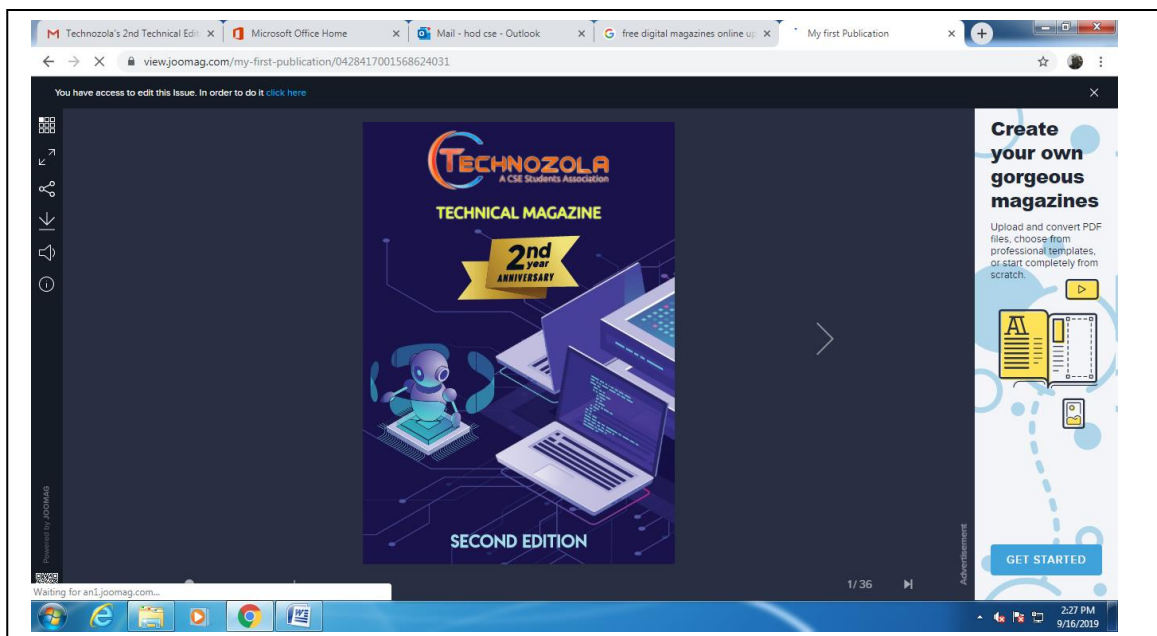 Technozola's 2nd Technical Edit
Microsoft Office Home
Mail - hod cse - Outlook
free digital magazines online up
My first Publication
view.joomag.com/my-first-publication/0428417001568624031
You have access to edit this Issue. In order to do it click here
TECHNOZOLA
A CSE Students Association
TECHNICAL MAGAZINE
2nd
year
ANNIVERSARY
SECOND EDITION
1/36
Powered by JOOMAG
Waiting for an1.joomag.com...
Create
your own
gorgeous
magazines
Upload and convert PDF
files, choose from
professional templates,
or start completely from
scratch.
Advertisement
GET STARTED
2:27 PM
9/16/2019